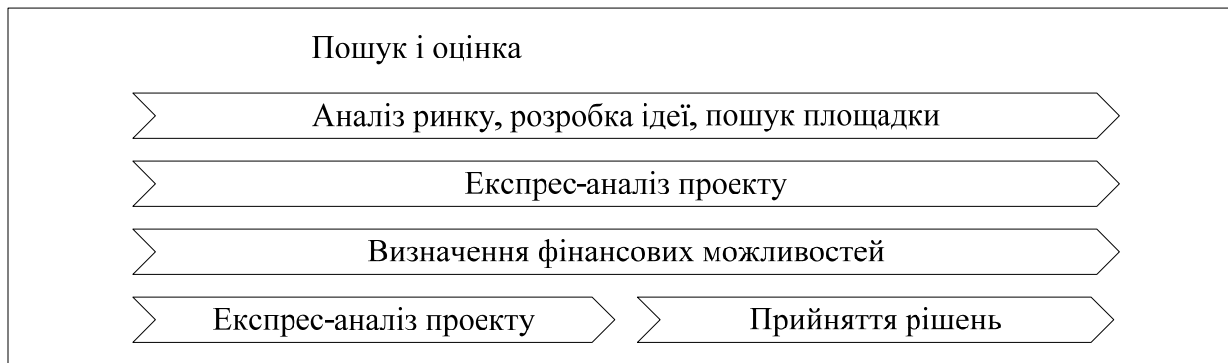 Пошук і оцінка
Аналіз ринку, розробка ідеї, пошук площадки
Експрес-аналіз проекту
Визначення фінансових можливостей
Експрес-аналіз проекту
Прийняття рішень